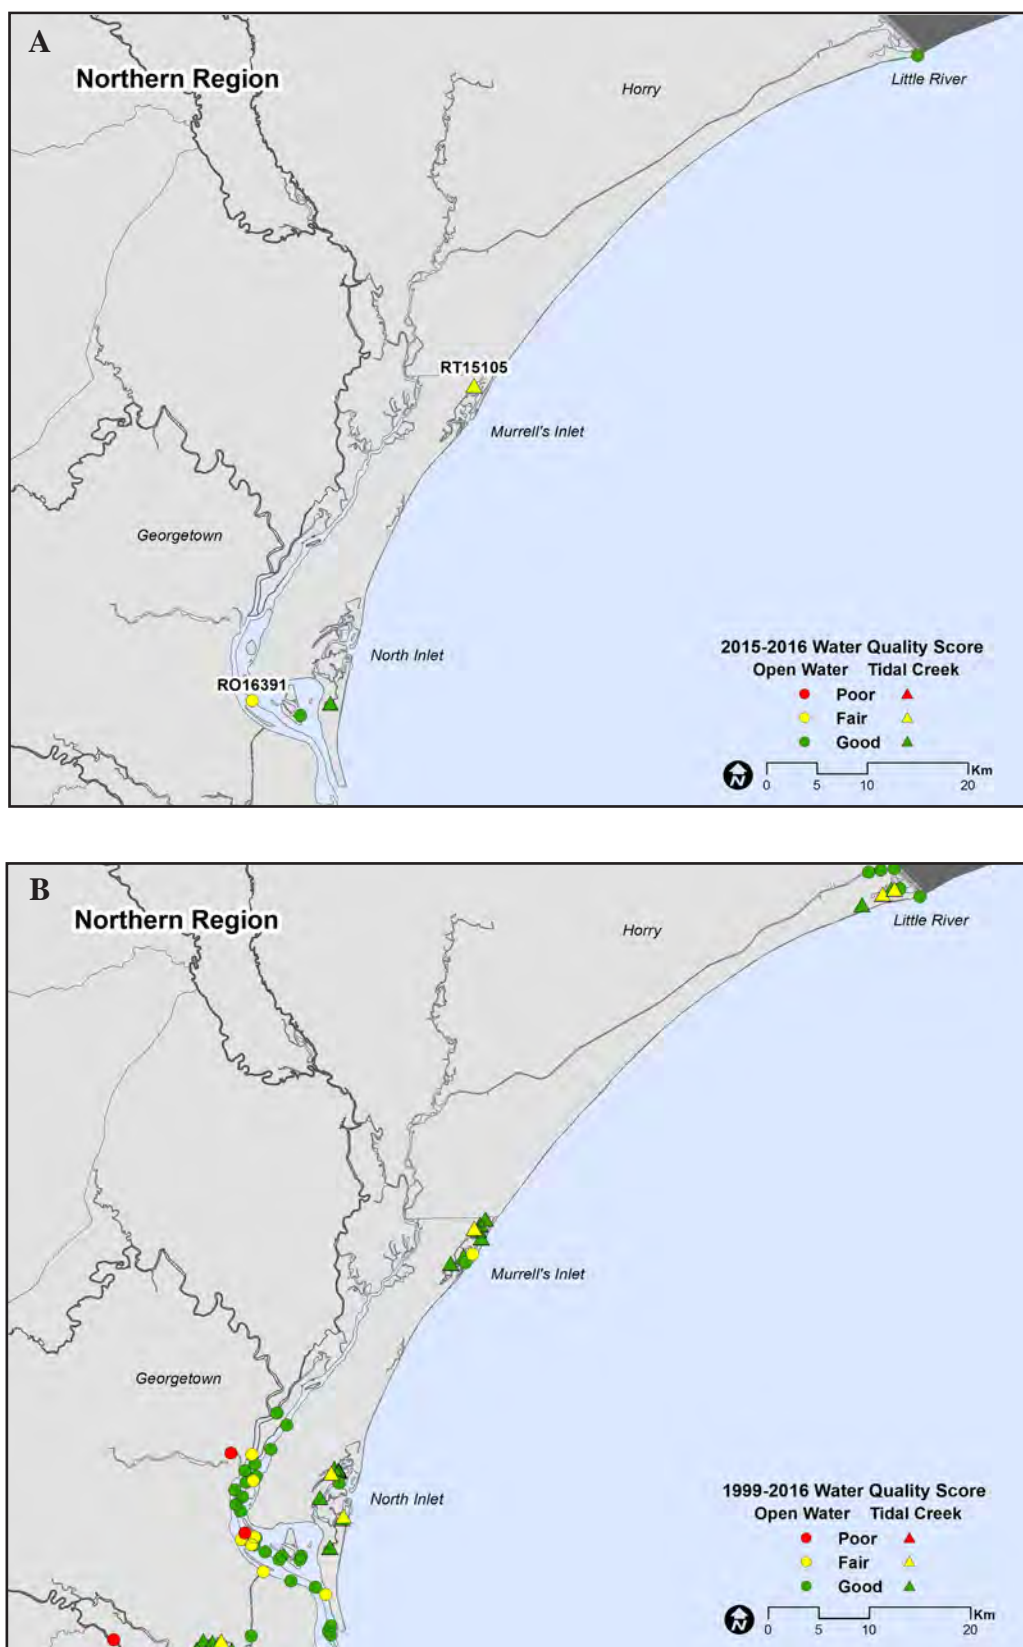 A
Northern Region
Horry
Little River
RT15105
Murrell's Inlet
Georgetown
North Inlet
RO16391
2015-2016 Water Quality Score
Open Water Tidal Creek
Poor
Fair
Good
N
0 5 10 20 Km
B
Northern Region
Horry
Little River
Murrell's Inlet
Georgetown
North Inlet
1999-2016 Water Quality Score
Open Water Tidal Creek
Poor
Fair
Good
N
0 5 10 20 Km